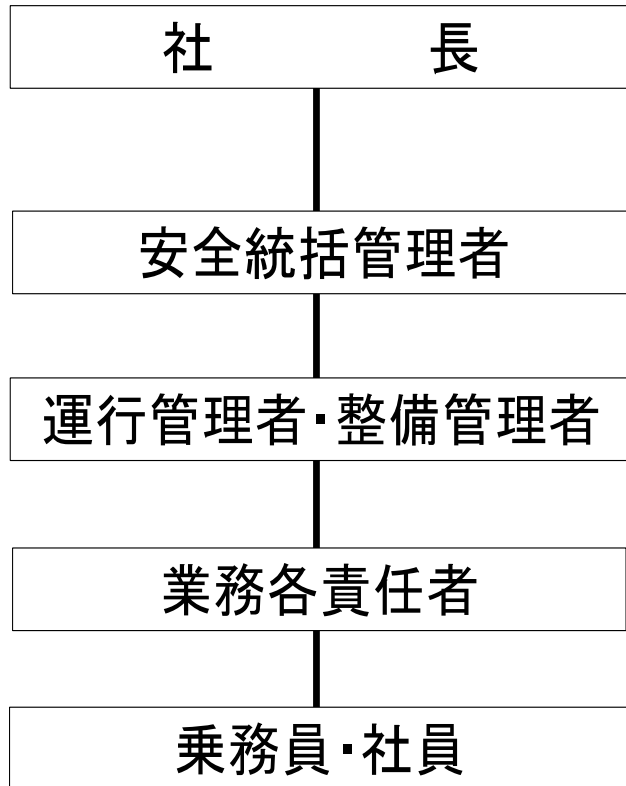 社 長
安全統括管理者
運行管理者・整備管理者
業務各責任者
乗務員・社員